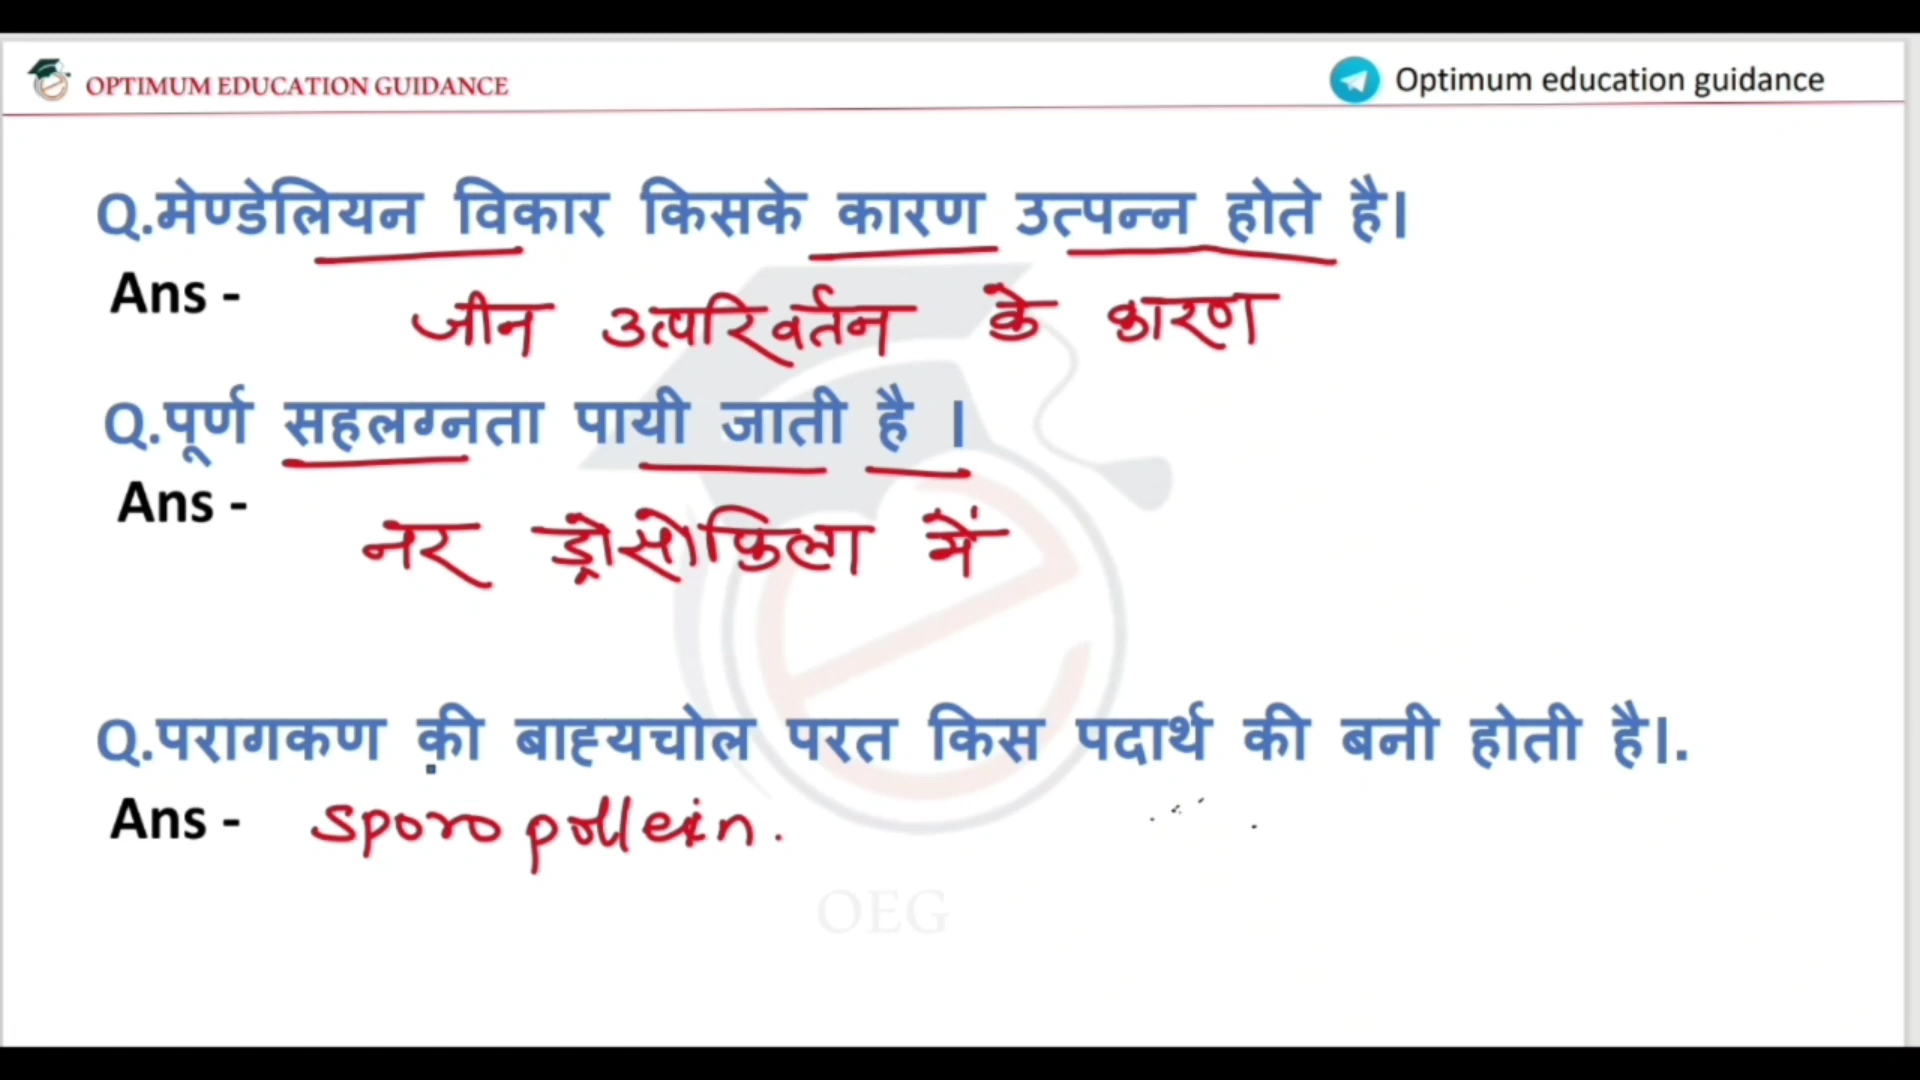 OPTIMUM EDUCATION GUIDANCE
Optimum education guidance
Q.मेण्डेलियन विकार किसके कारण उत्पन्न होते है।
Ans - जीन उत्परिवर्तन के कारण
Q.पूर्ण सहलग्नता पायी जाती है ।
Ans - नर ड्रोसोफिला में
Q.परागकण की बाह्यचोल परत किस पदार्थ की बनी होती है।.
Ans - sporopollein.
OEG